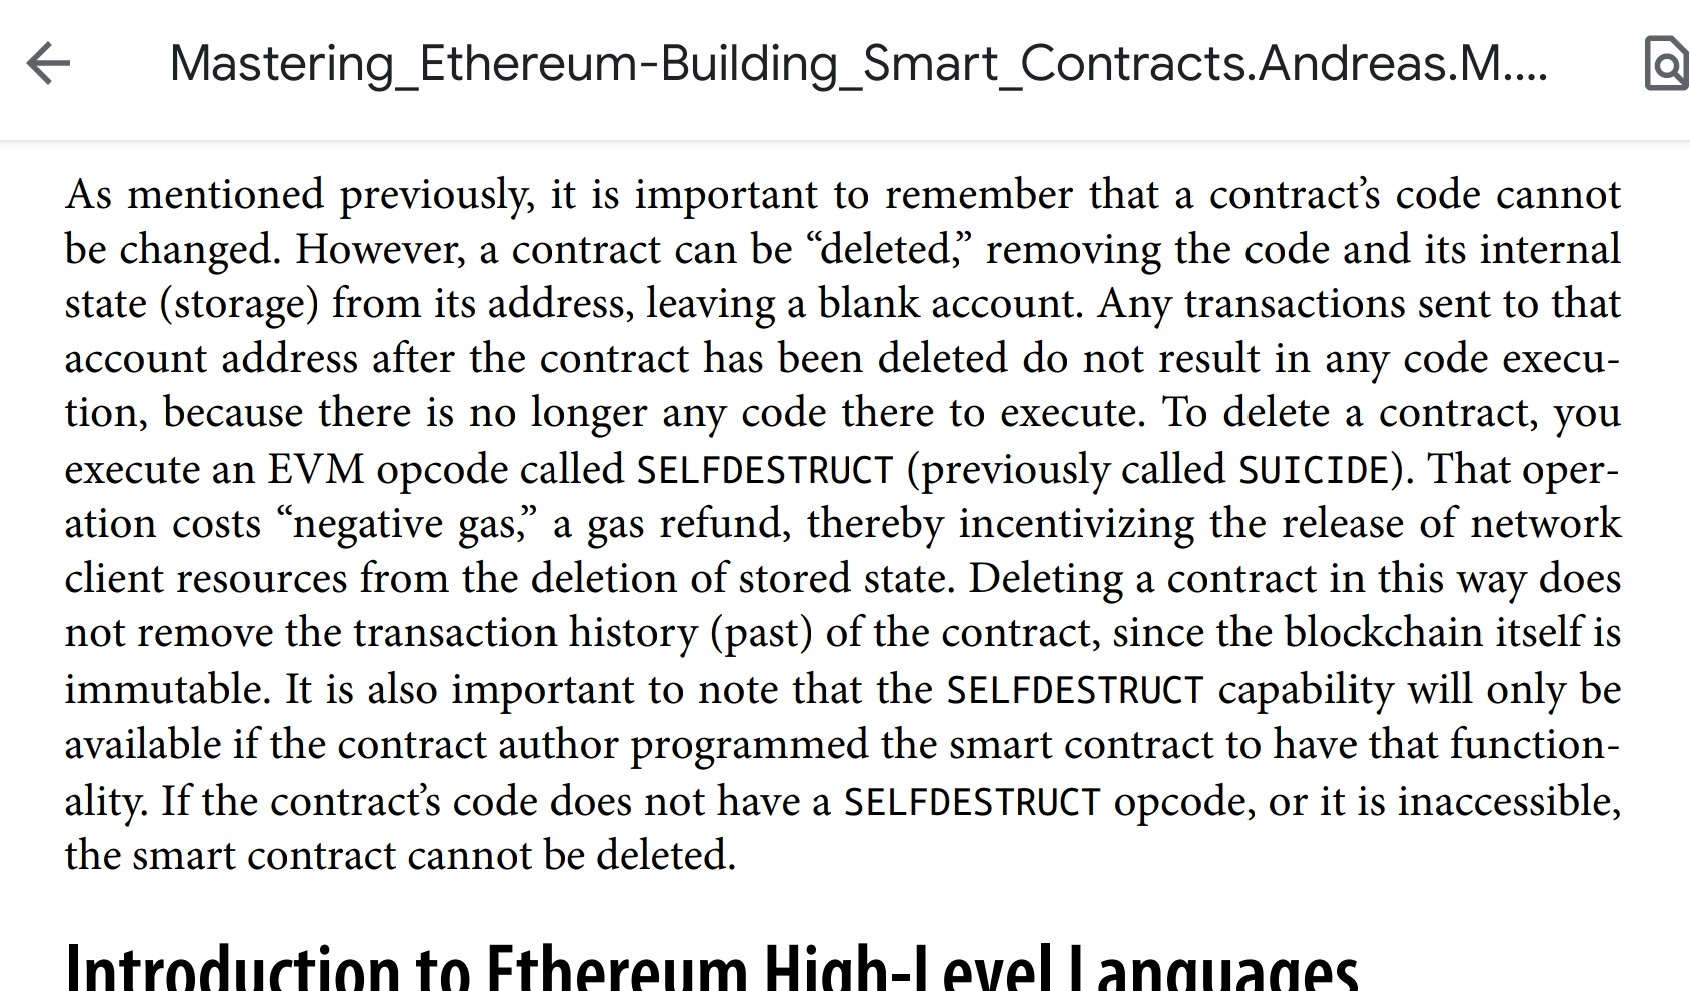 Mastering_Ethereum-Building_Smart_Contracts.Andreas.M....
As mentioned previously, it is important to remember that a contract’s code cannot
be changed. However, a contract can be “deleted,” removing the code and its internal
state (storage) from its address, leaving a blank account. Any transactions sent to that
account address after the contract has been deleted do not result in any code execu-
tion, because there is no longer any code there to execute. To delete a contract, you
execute an EVM opcode called SELFDESTRUCT (previously called SUICIDE). That oper-
ation costs “negative gas,” a gas refund, thereby incentivizing the release of network
client resources from the deletion of stored state. Deleting a contract in this way does
not remove the transaction history (past) of the contract, since the blockchain itself is
immutable. It is also important to note that the SELFDESTRUCT capability will only be
available if the contract author programmed the smart contract to have that function-
ality. If the contract’s code does not have a SELFDESTRUCT opcode, or it is inaccessible,
the smart contract cannot be deleted.
Introduction to Ethereum High-Level Languages